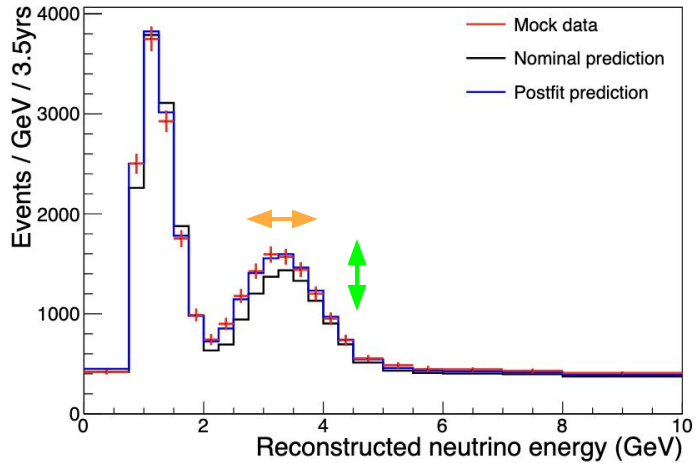 4000
3000
2000
1000
0
Events / GeV / 3.5yrs
Mock data
Nominal prediction
Postfit prediction
0 2 4 6 8 10
Reconstructed neutrino energy (GeV)